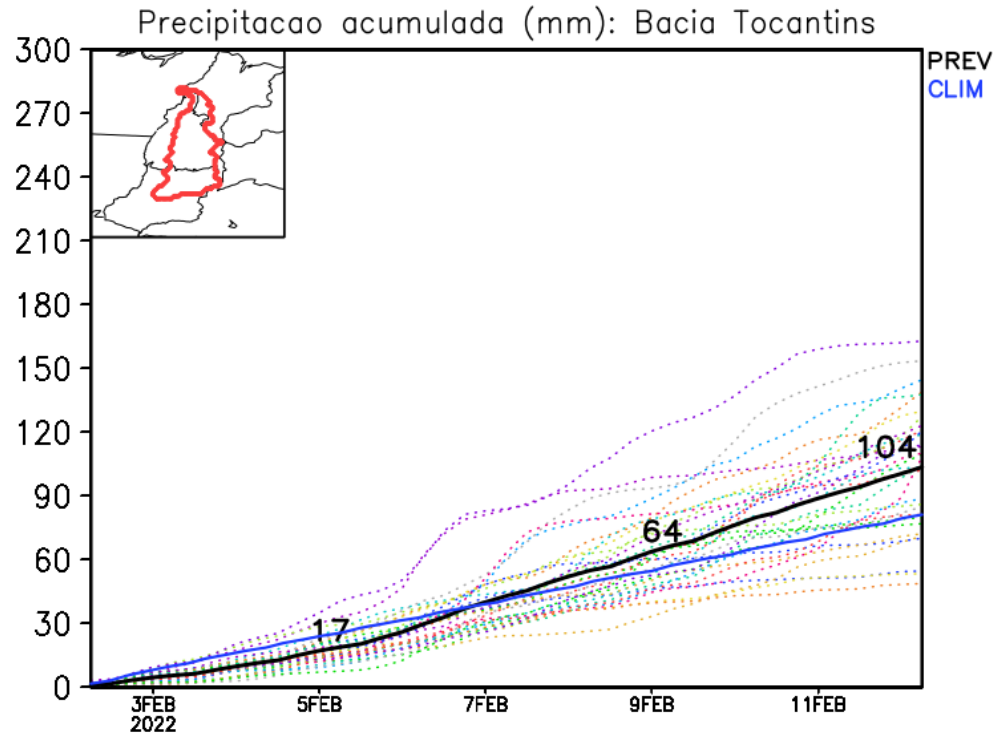 Precipitacao acumulada (mm): Bacia Tocantins
PREV
CLIM
300
270
240
210
180
150
120
90
60
30
0
17
64
104
3FEB
2022
5FEB
7FEB
9FEB
11FEB